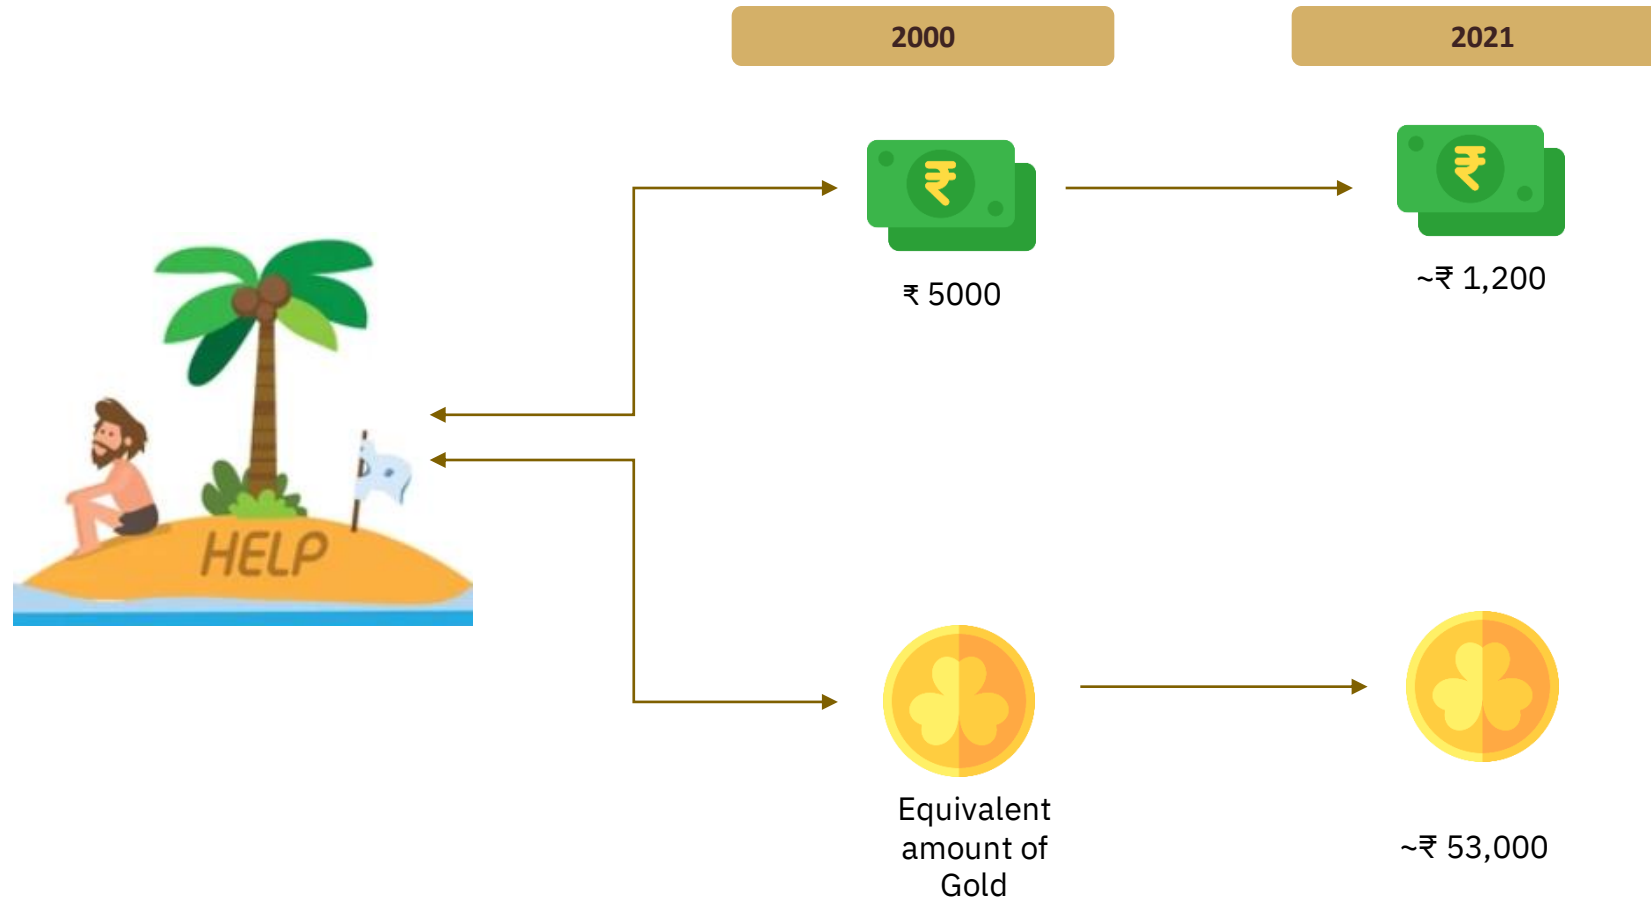 2000
2021
₹ 5000
~₹ 1,200
HELP
Equivalent
amount of
Gold
~₹ 53,000